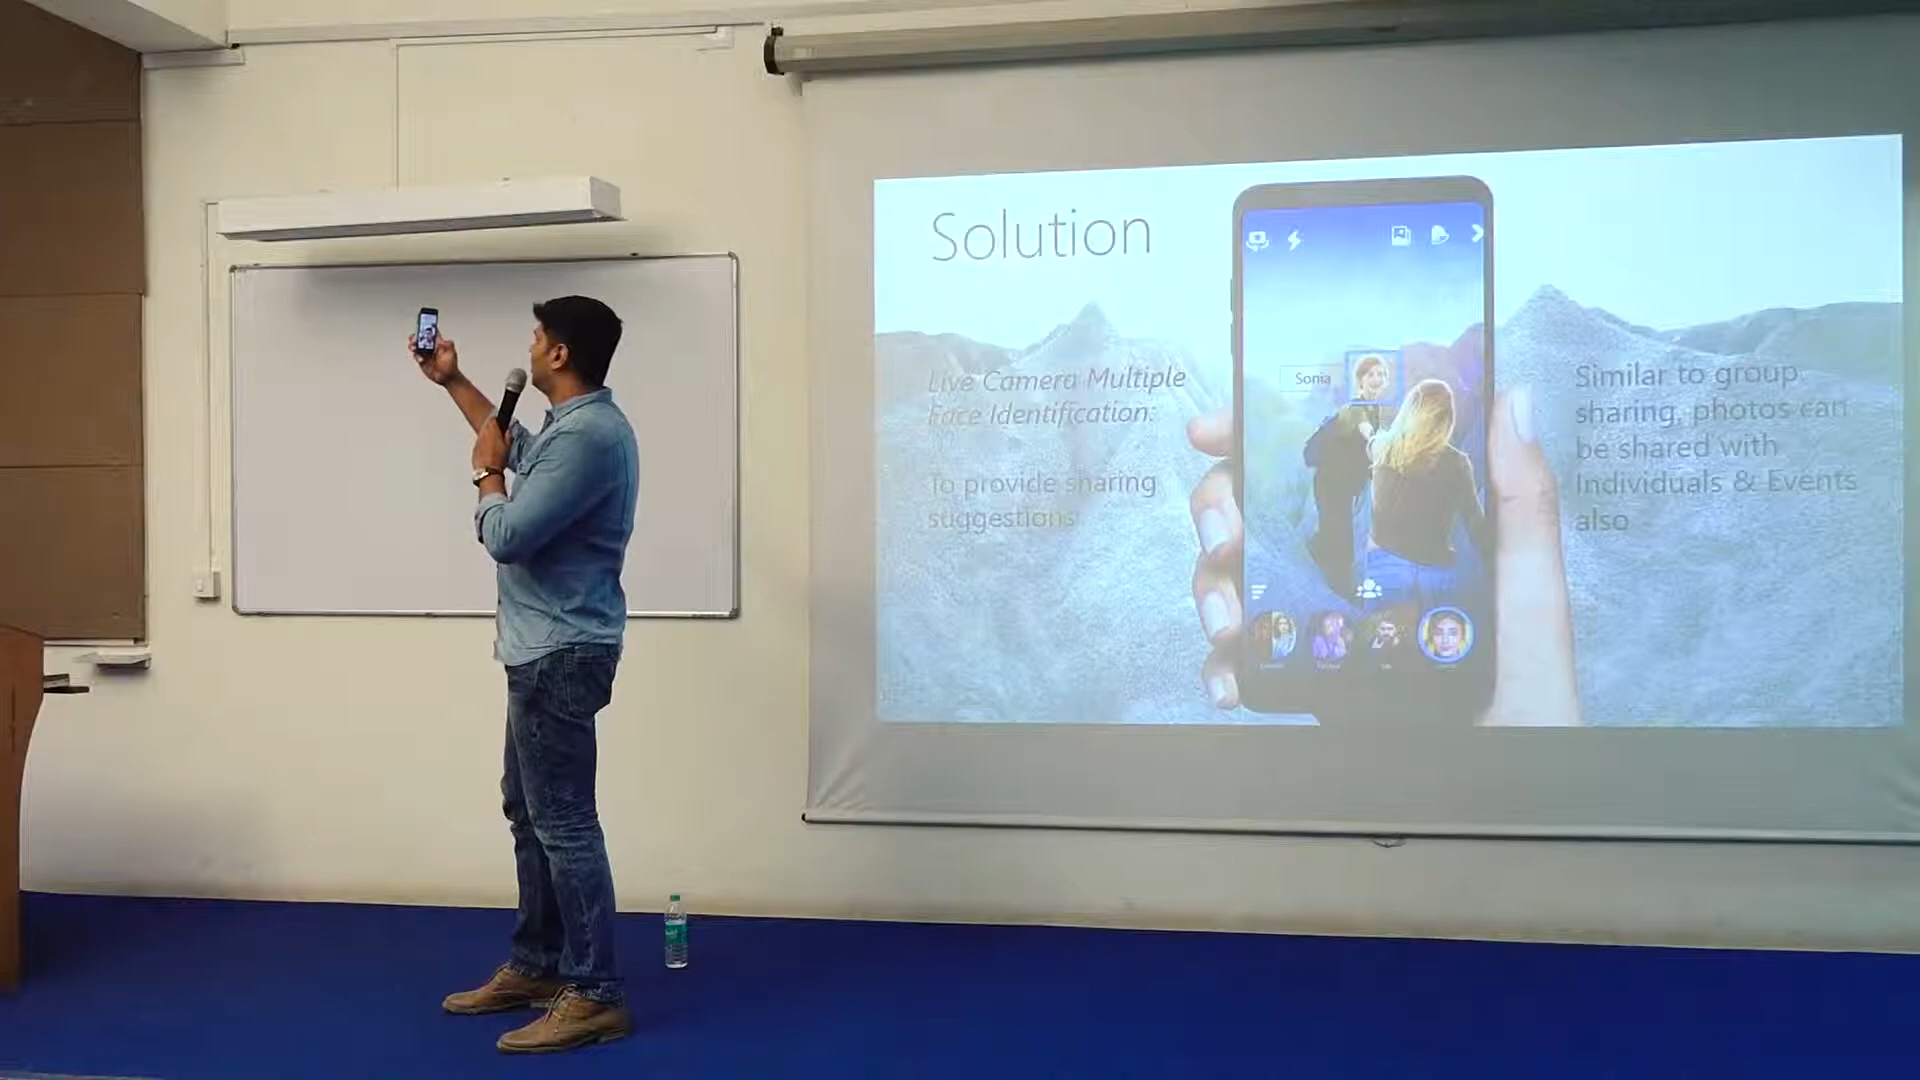 Solution
Live Camera Multiple
Face Identification:
To provide sharing
suggestions
Sonia
Similar to group
sharing, photos can
be shared with
Individuals & Events
also